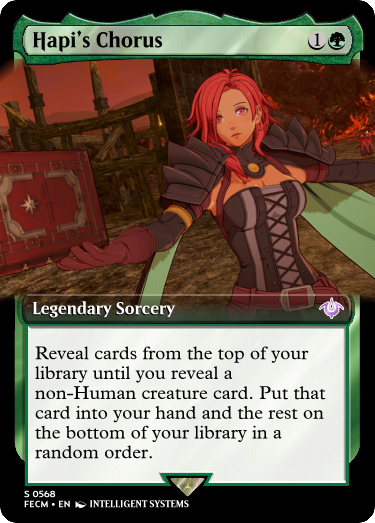 Hapi's Chorus 1
Legendary Sorcery
Reveal cards from the top of your
library until you reveal a
non-Human creature card. Put that
card into your hand and the rest on
the bottom of your library in a
random order.
S 0568
FECM • EN INTELLIGENT SYSTEMS